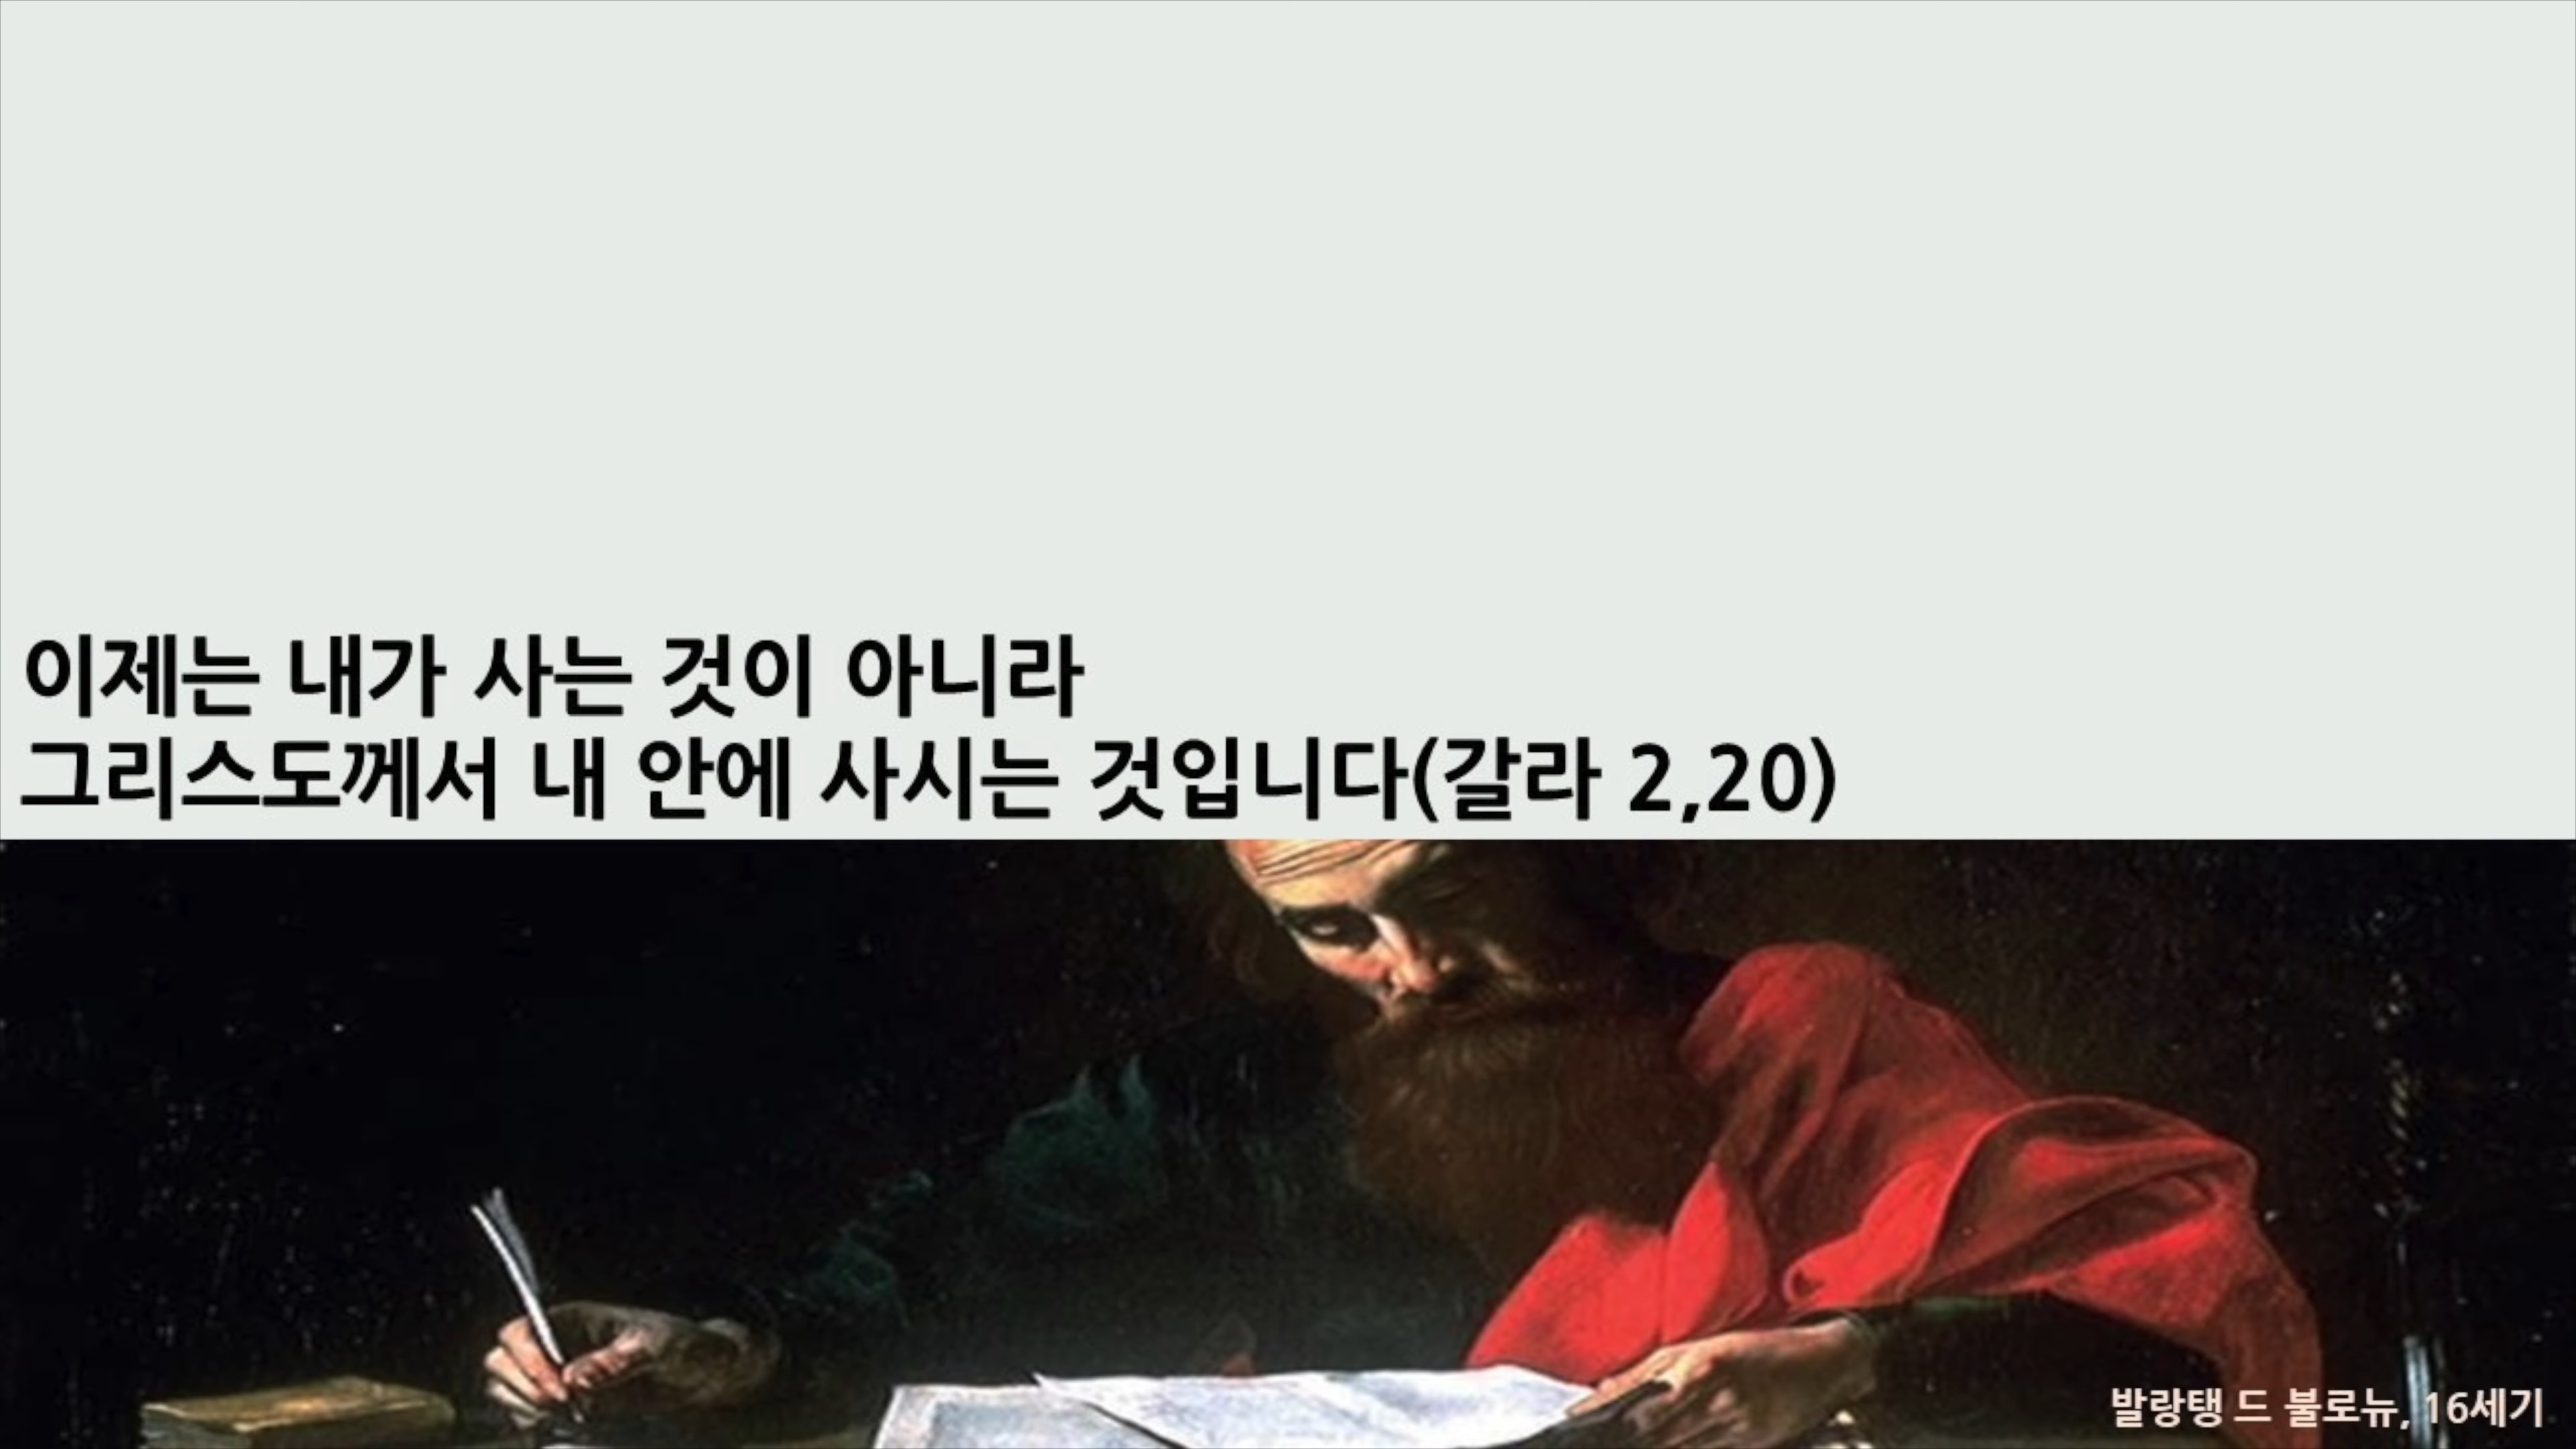 이제는 내가 사는 것이 아니라
그리스도께서 내 안에 사시는 것입니다(갈라 2,20)
발랑탱 드 불로뉴, 16세기